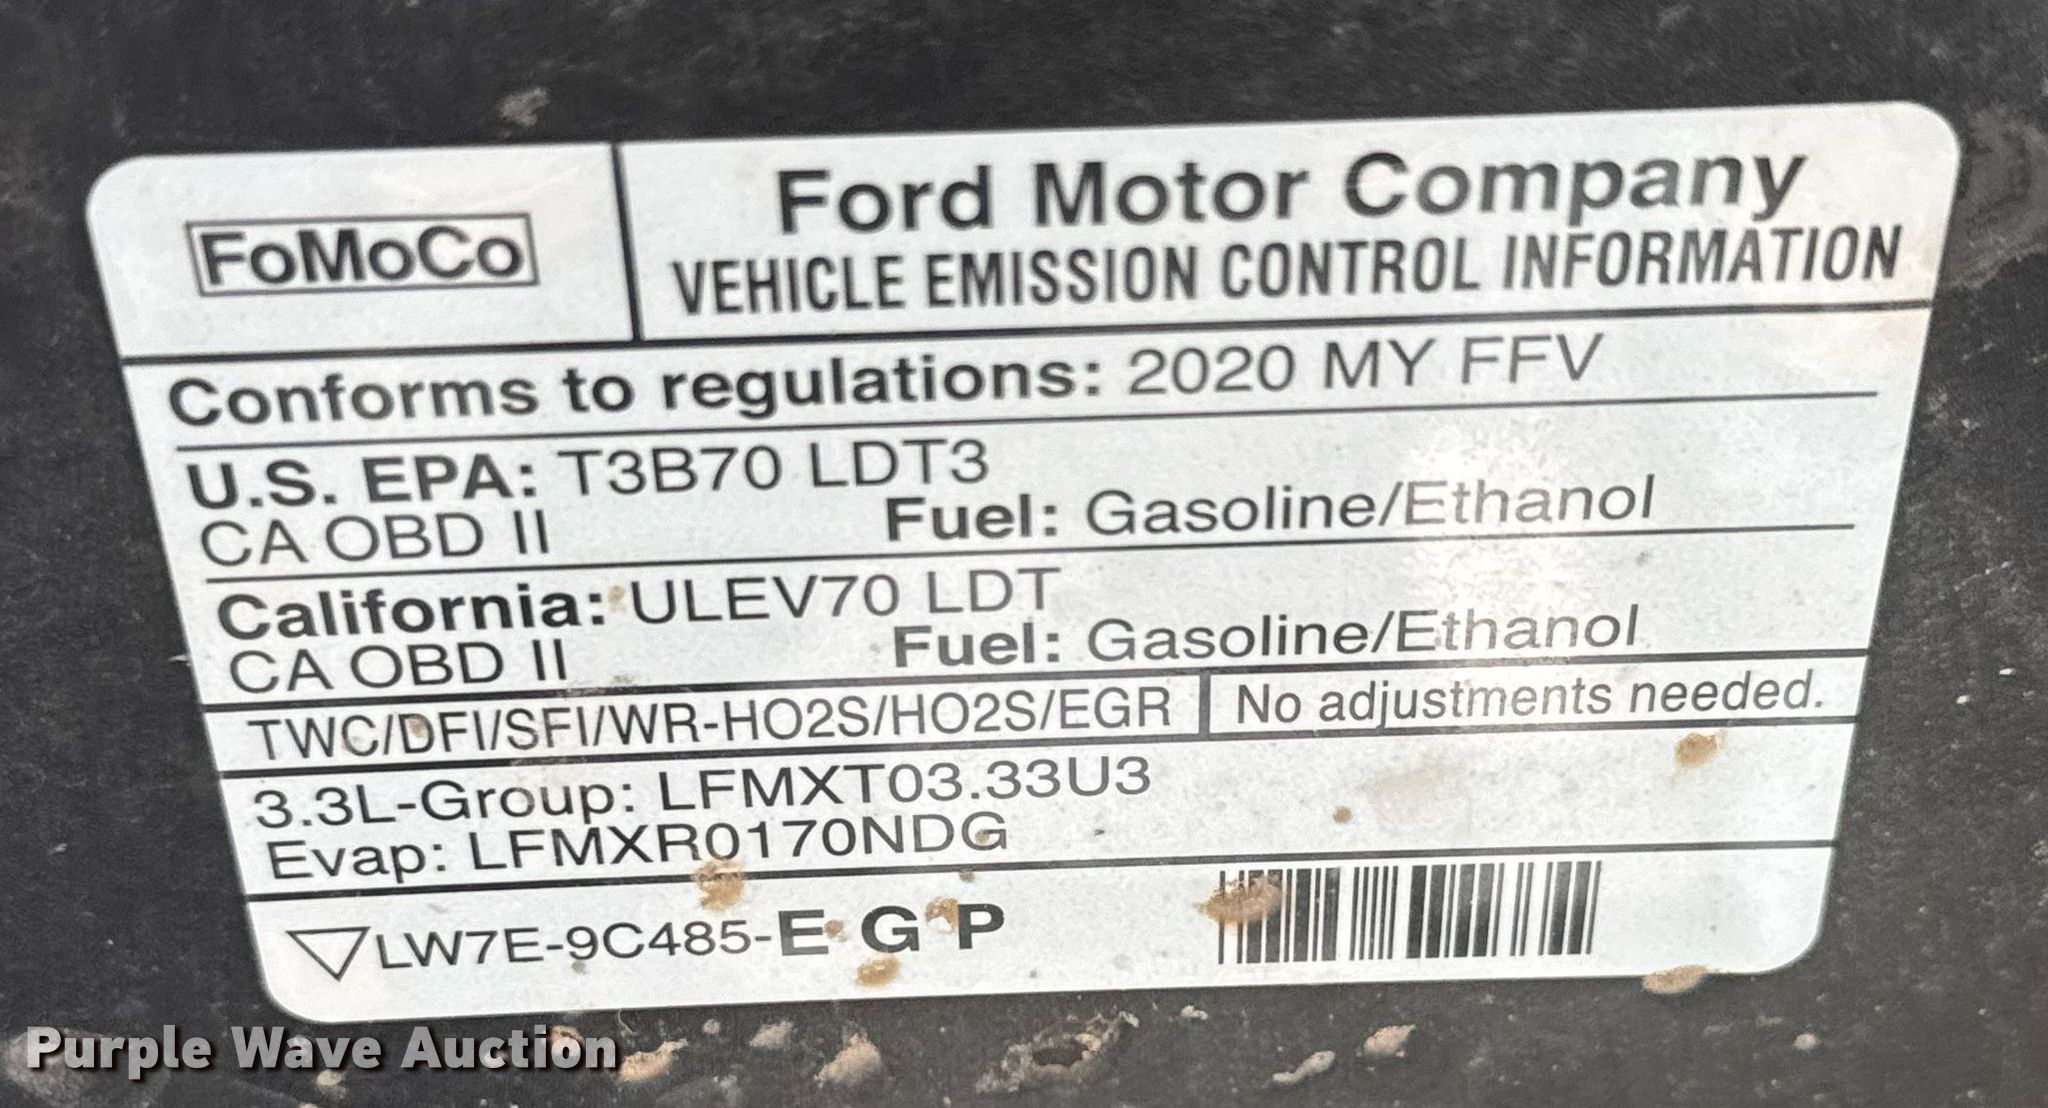 FoMoCo
Ford Motor Company
VEHICLE EMISSION CONTROL INFORMATION
Conforms to regulations: 2020 MY FFV
U.S. EPA: T3B70 LDT3
CA OBD II Fuel: Gasoline/Ethanol
California: ULEV70 LDT
CA OBD II Fuel: Gasoline/Ethanol
TWC/DFI/SFI/WR-HO2S/HO2S/EGR No adjustments needed.
3.3L-Group: LFMXT03.33U3
Evap: LFMXR0170NDG
LW7E-9C485-E G P
Purple Wave Auction